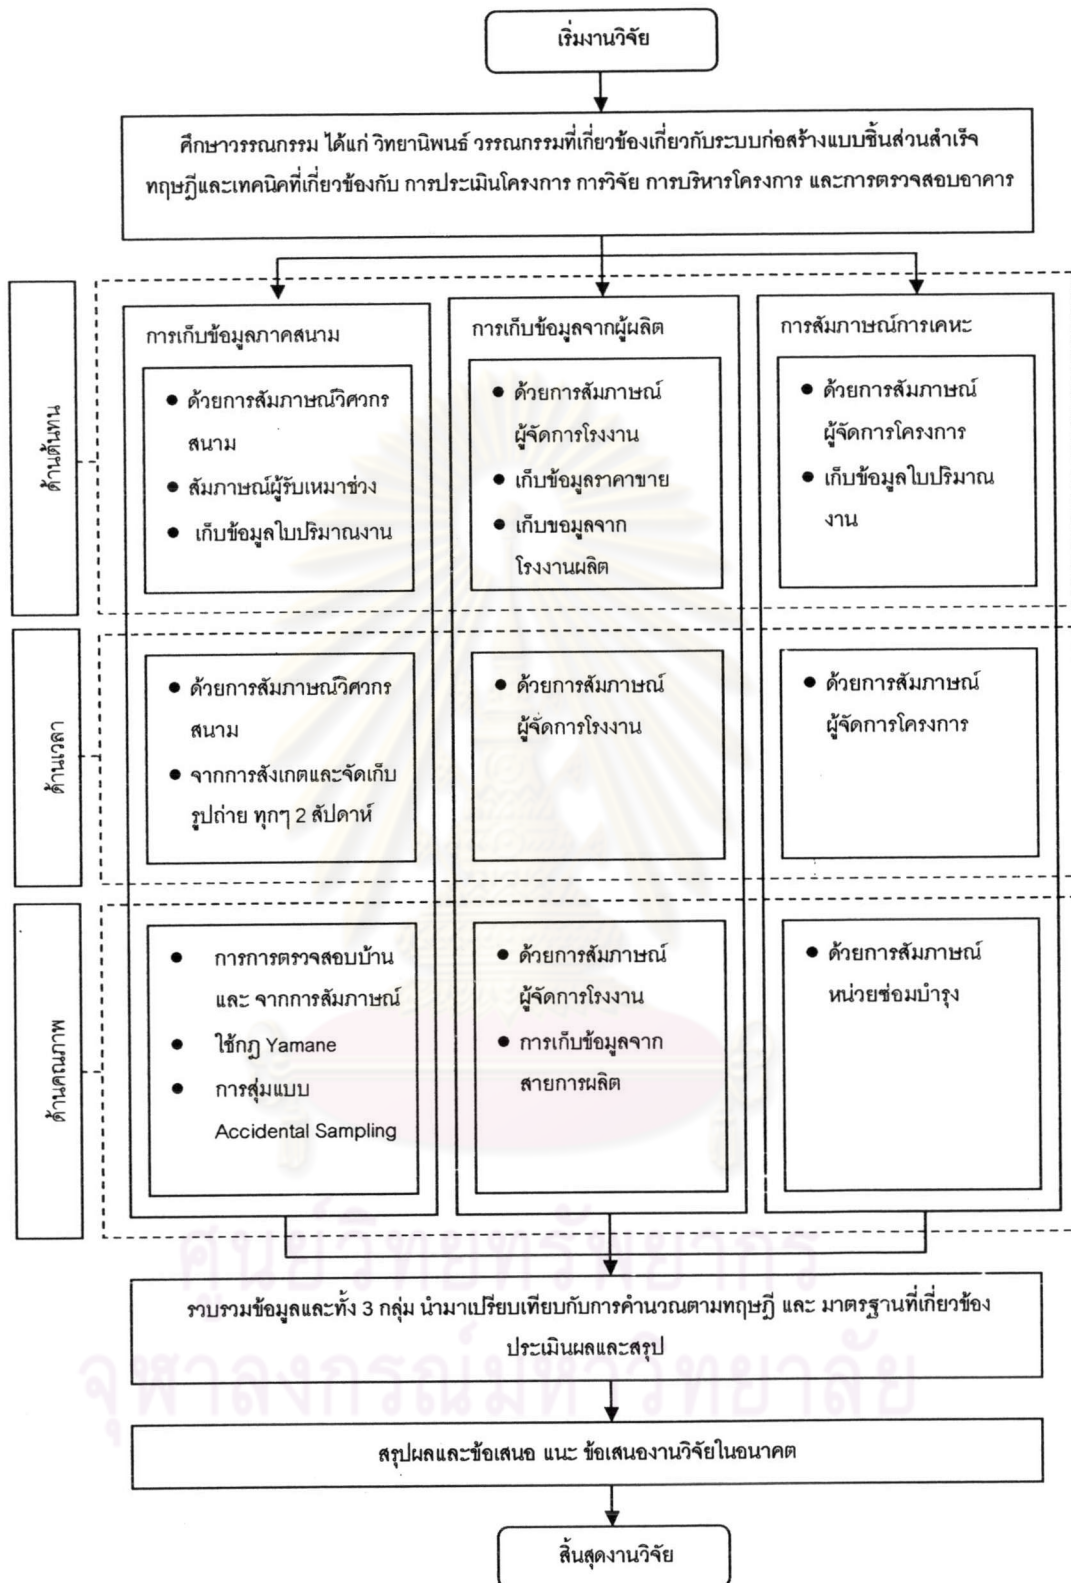 เริ่มงานวิจัย
ศึกษาวรรณกรรม ได้แก่ วิทยานิพนธ์ วรรณกรรมที่เกี่ยวข้องเกี่ยวกับระบบก่อสร้างแบบชิ้นส่วนสำเร็จ
ทฤษฎีและเทคนิคที่เกี่ยวข้องกับ การประเมินโครงการ การวิจัย การบริหารโครงการ และการตรวจสอบอาคาร
ด้านต้นทน
การเก็บข้อมูลภาคสนาม
● ด้วยการสัมภาษณ์วิศวกร
สนาม
● สัมภาษณ์ผู้รับเหมาช่วง
● เก็บข้อมูลใบปริมาณงาน
การเก็บข้อมูลจากผู้ผลิต
● ด้วยการสัมภาษณ์
ผู้จัดการโรงงาน
● เก็บข้อมูลราคาขาย
● เก็บขอมูลจาก
โรงงานผลิต
การสัมภาษณ์การเคหะ
● ด้วยการสัมภาษณ์
ผู้จัดการโครงการ
● เก็บข้อมูลใบปริมาณ
งาน
ด้านเวลา
● ด้วยการสัมภาษณ์วิศวกร
สนาม
● จากการสังเกตและจัดเก็บ
รูปถ่าย ทุกๆ 2 สัปดาห์
● ด้วยการสัมภาษณ์
ผู้จัดการโรงงาน
● ด้วยการสัมภาษณ์
ผู้จัดการโครงการ
ด้านคณภาพ
● การการตรวจสอบบ้าน
และ จากการสัมภาษณ์
● ใช้กฎ Yamane
● การสุ่มแบบ
Accidental Sampling
● ด้วยการสัมภาษณ์
ผู้จัดการโรงงาน
● การเก็บข้อมูลจาก
สายการผลิต
● ด้วยการสัมภาษณ์
หน่วยซ่อมบำรุง
ศูนย์วิทยทรัพยากร
รวบรวมข้อมูลและทั้ง 3 กลุ่ม นำมาเปรียบเทียบกับการคำนวณตามทฤษฎี และ มาตรฐานที่เกี่ยวข้อง
ประเมินผลและสรุป
จุฬาลงกรณ์มหาวิทยาลัย
สรุปผลและข้อเสนอ แนะ ข้อเสนองานวิจัยในอนาคต
สิ้นสุดงานวิจัย